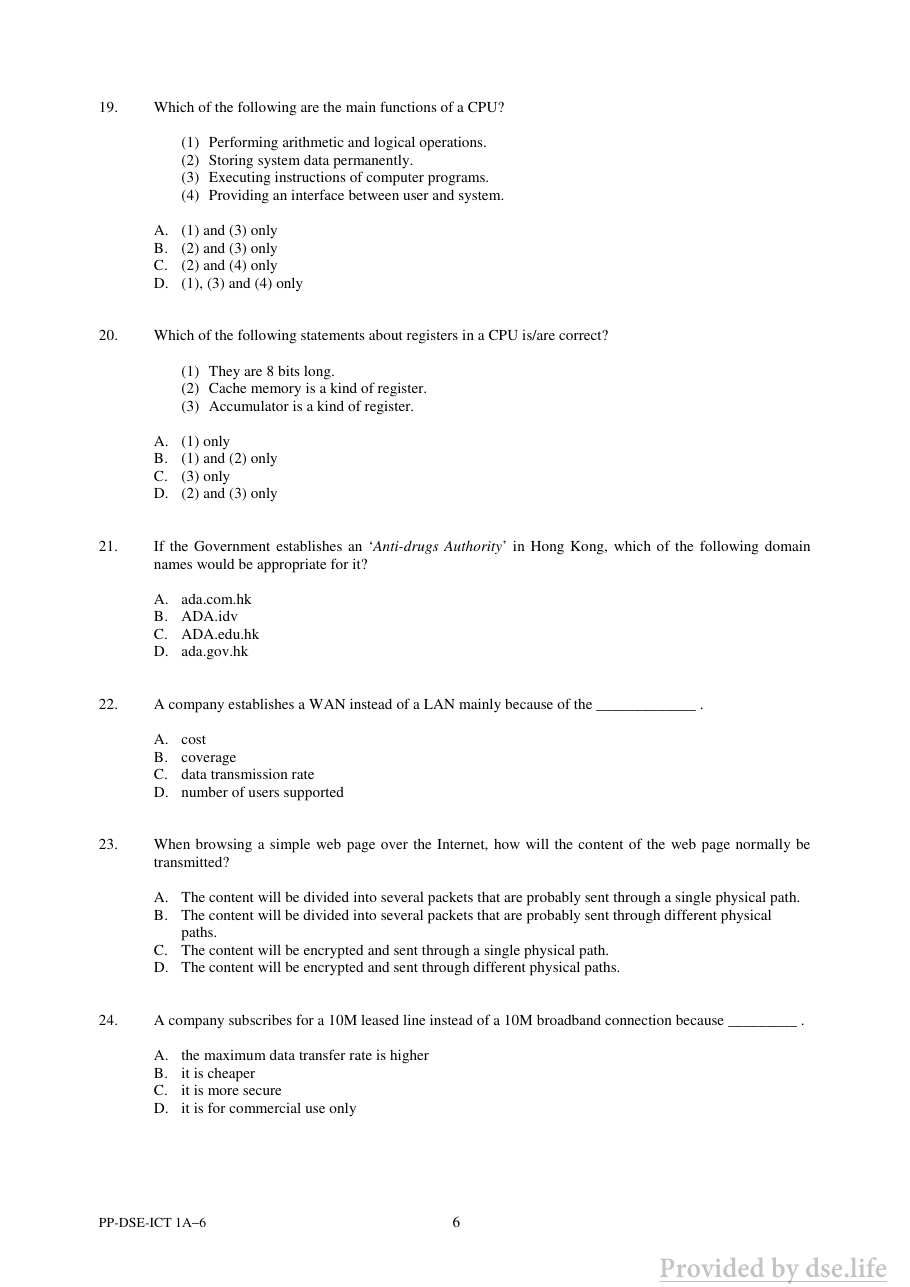 19. Which of the following are the main functions of a CPU?
(1) Performing arithmetic and logical operations.
(2) Storing system data permanently.
(3) Executing instructions of computer programs.
(4) Providing an interface between user and system.
A. (1) and (3) only
B. (2) and (3) only
C. (2) and (4) only
D. (1), (3) and (4) only
20. Which of the following statements about registers in a CPU is/are correct?
(1) They are 8 bits long.
(2) Cache memory is a kind of register.
(3) Accumulator is a kind of register.
A. (1) only
B. (1) and (2) only
C. (3) only
D. (2) and (3) only
21. If the Government establishes an ‘Anti-drugs Authority’ in Hong Kong, which of the following domain
names would be appropriate for it?
A. ada.com.hk
B. ADA.idv
C. ADA.edu.hk
D. ada.gov.hk
22. A company establishes a WAN instead of a LAN mainly because of the _____________ .
A. cost
B. coverage
C. data transmission rate
D. number of users supported
23. When browsing a simple web page over the Internet, how will the content of the web page normally be
transmitted?
A. The content will be divided into several packets that are probably sent through a single physical path.
B. The content will be divided into several packets that are probably sent through different physical
paths.
C. The content will be encrypted and sent through a single physical path.
D. The content will be encrypted and sent through different physical paths.
24. A company subscribes for a 10M leased line instead of a 10M broadband connection because _________ .
A. the maximum data transfer rate is higher
B. it is cheaper
C. it is more secure
D. it is for commercial use only
PP-DSE-ICT 1A–6 6
Provided by dse.life